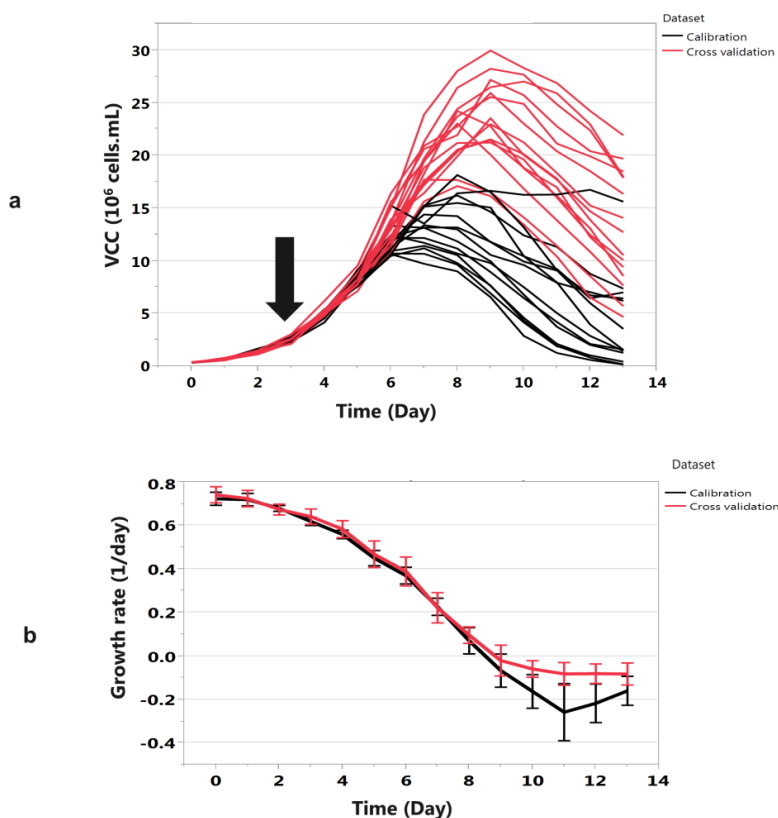 Dataset
Calibration
Cross validation
a
VCC (10⁶ cells.mL)
30
25
20
15
10
5
0
0 2 4 6 8 10 12 14
Time (Day)
Dataset
Calibration
Cross validation
b
Growth rate (1/day)
0.8
0.6
0.4
0.2
0.0
-0.2
-0.4
0 2 4 6 8 10 12 14
Time (Day)